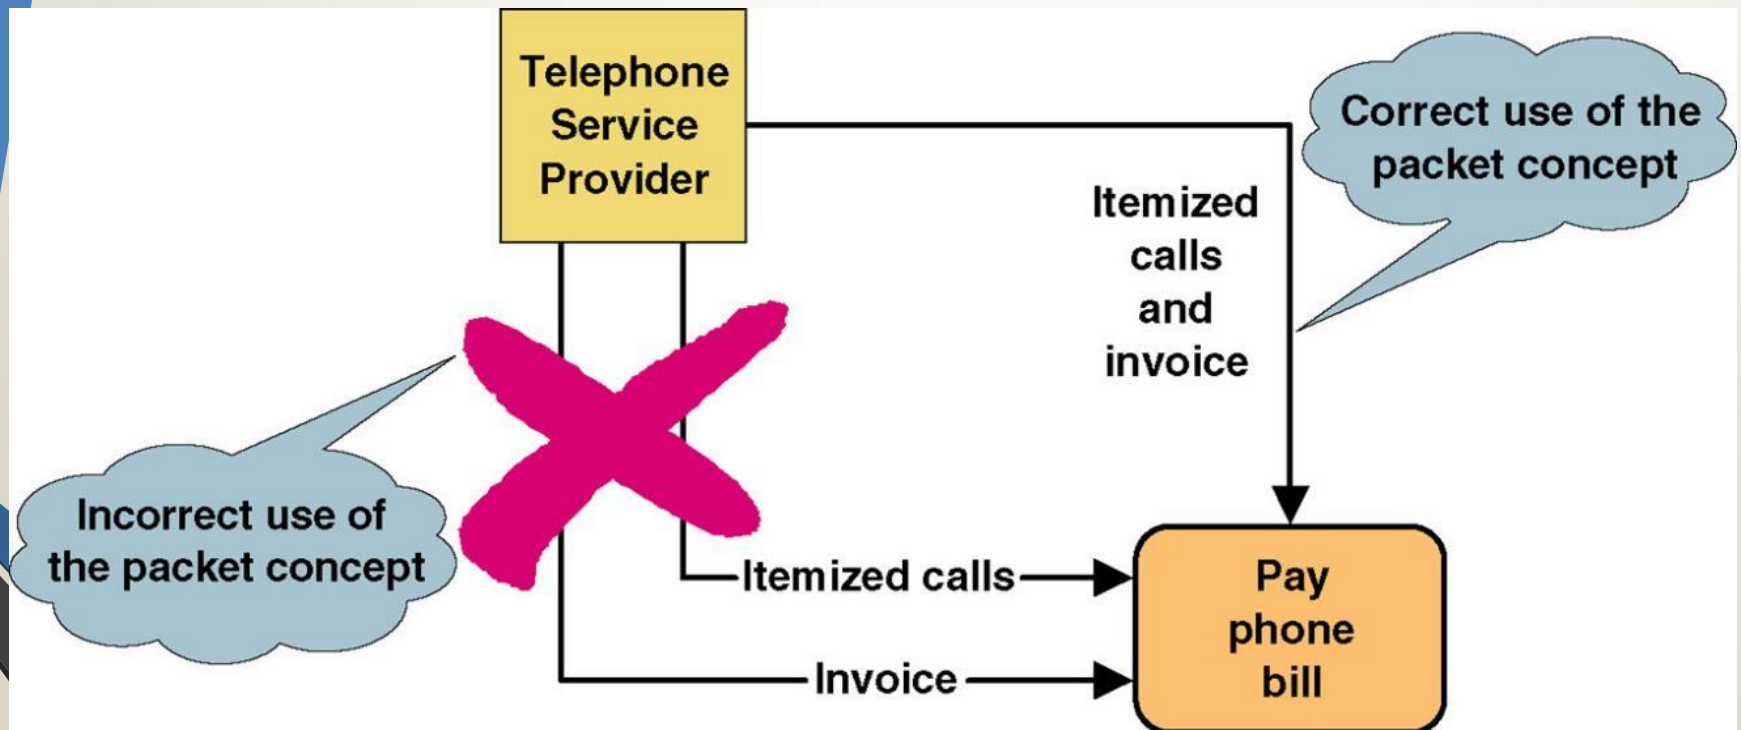 Telephone
Service
Provider
Correct use of the
packet concept
Itemized
calls
and
invoice
Incorrect use of
the packet concept
Itemized calls
Invoice
Pay
phone
bill